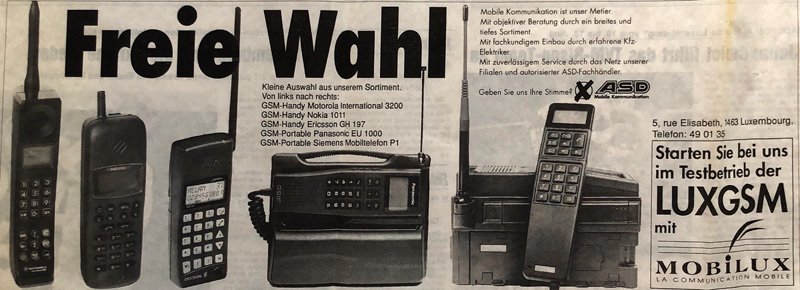 Freie Wahl
Kleine Auswahl aus unserem Sortiment.
Von links nach rechts:
GSM-Handy Motorola International 3200
GSM-Handy Nokia 1011
GSM-Handy Ericsson GH 197
GSM-Portable Panasonic EU 1000
GSM-Portable Siemens Mobiltelefon P1
Mobile Kommunikation ist unser Metier.
Mit objektiver Beratung durch ein breites und
tiefes Sortiment.
Mit fachkundigem Einbau durch erfahrene Kfz-
Elektriker.
Mit zuverlässigem Service durch das Netz unserer
Filialen und autorisierter ASD-Fachhändler.
Geben Sie uns Ihre Stimme?
ASD
Mobile Kommunikation
5, rue Elisabeth, 1463 Luxembourg,
Telefon: 49 01 35
Starten Sie bei uns
im Testbetrieb der
LUXGSM
mit
MOBILUX
LA COMMUNICATION MOBILE